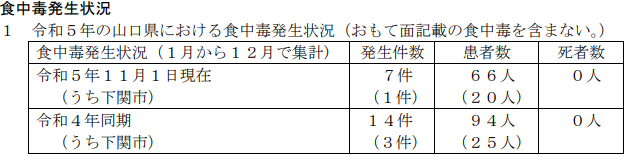 食中毒発生状況
１　令和５年の山口県における食中毒発生状況（おもて面記載の食中毒を含まない。）
食中毒発生状況（１月から１２月で集計）　発生件数　患者数　死者数
令和５年１１月１日現在　７件　６６人　０人
（うち下関市）　（１件）　（２０人）
令和４年同期　１４件　９４人　０人
（うち下関市）　（３件）　（２５人）